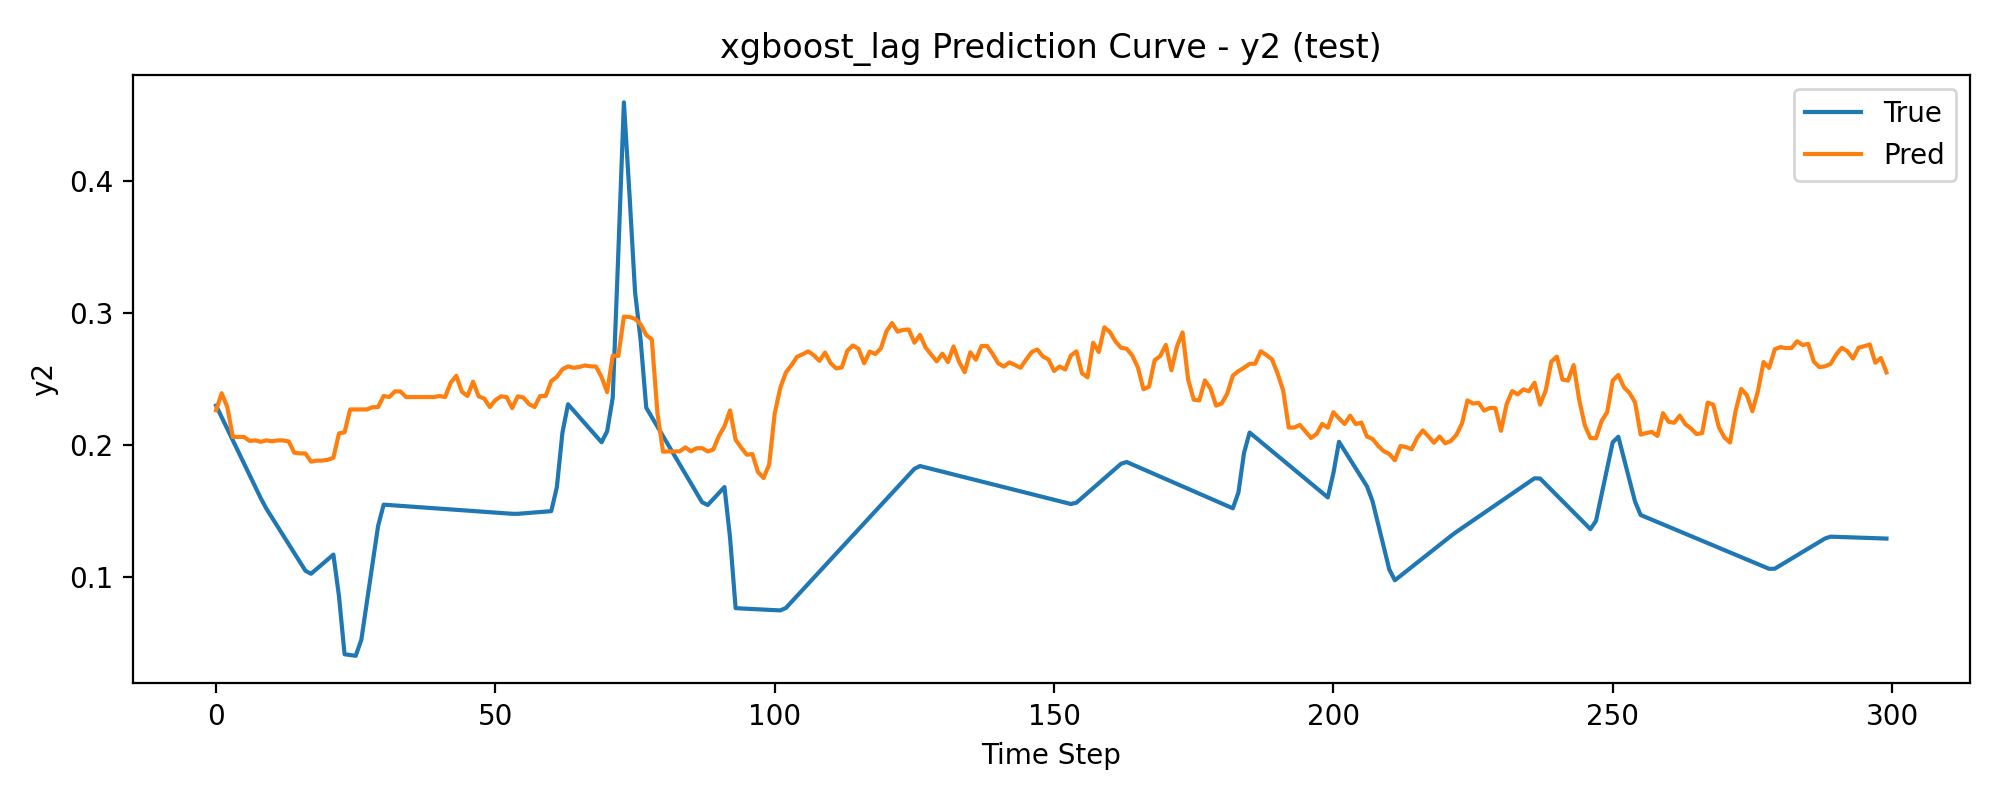 xgboost_lag Prediction Curve - y2 (test)
True
Pred
y2
0.4
0.3
0.2
0.1
0 50 100 150 200 250 300
Time Step